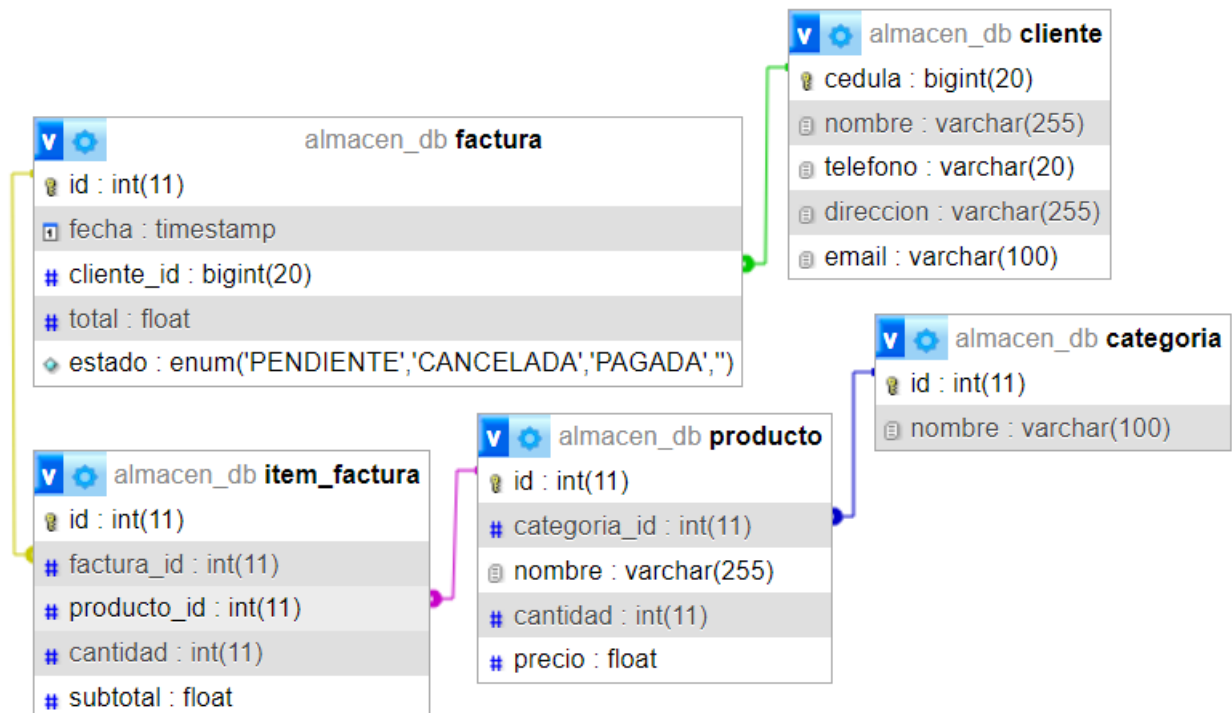 almacen_db cliente
cedula : bigint(20)
nombre : varchar(255)
telefono : varchar(20)
direccion : varchar(255)
email : varchar(100)
almacen_db factura
id : int(11)
fecha : timestamp
cliente_id : bigint(20)
total : float
estado : enum('PENDIENTE','CANCELADA','PAGADA','')
almacen_db categoria
id : int(11)
nombre : varchar(100)
almacen_db producto
id : int(11)
categoria_id : int(11)
nombre : varchar(255)
cantidad : int(11)
precio : float
almacen_db item_factura
id : int(11)
factura_id : int(11)
producto_id : int(11)
cantidad : int(11)
subtotal : float